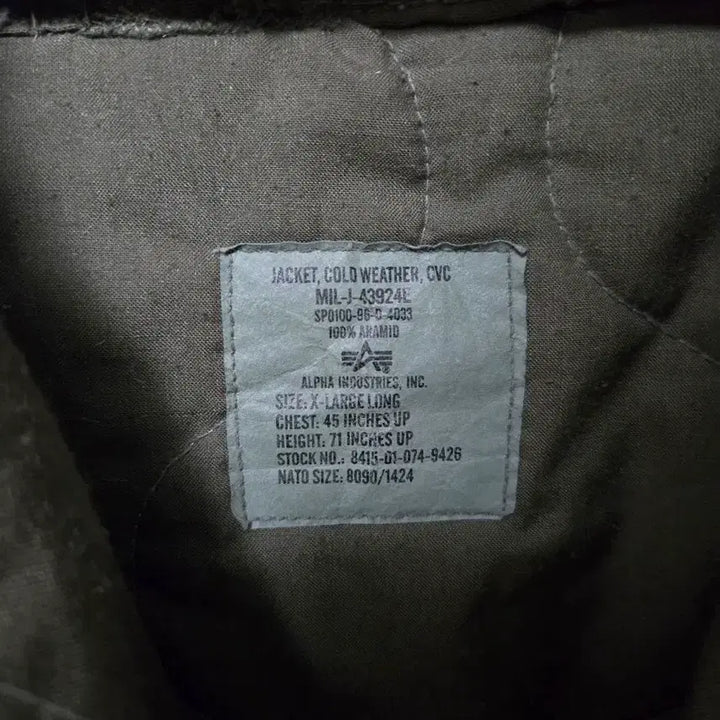 JACKET, COLD WEATHER, CVC
MIL-J-43924E
SP0100-96-D-4033
100% ARAMID
ALPHA INDUSTRIES, INC.
SIZE: X-LARGE LONG
CHEST: 45 INCHES UP
HEIGHT: 71 INCHES UP
STOCK NO.: 8415-01-074-9426
NATO SIZE: 8090/1424